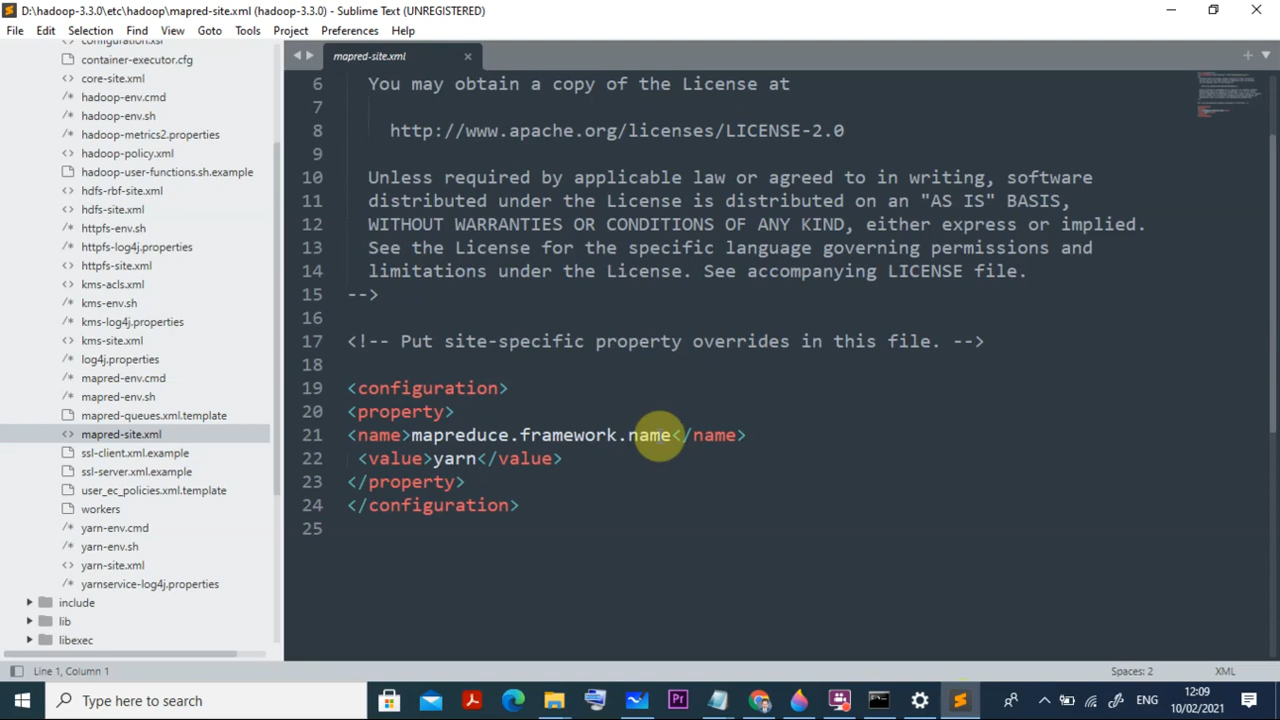 D:\hadoop-3.3.0\etc\hadoop\mapred-site.xml (hadoop-3.3.0) - Sublime Text (UNREGISTERED)
File Edit Selection Find View Goto Tools Project Preferences Help
configuration.xsl
container-executor.cfg
core-site.xml
hadoop-env.cmd
hadoop-env.sh
hadoop-metrics2.properties
hadoop-policy.xml
hadoop-user-functions.sh.example
hdfs-rbf-site.xml
hdfs-site.xml
httpfs-env.sh
httpfs-log4j.properties
httpfs-site.xml
kms-acls.xml
kms-env.sh
kms-log4j.properties
kms-site.xml
log4j.properties
mapred-env.cmd
mapred-env.sh
mapred-queues.xml.template
mapred-site.xml
ssl-client.xml.example
ssl-server.xml.example
user_ec_policies.xml.template
workers
yarn-env.cmd
yarn-env.sh
yarn-site.xml
yarnservice-log4j.properties
include
lib
libexec
mapred-site.xml
6 You may obtain a copy of the License at
7
8 http://www.apache.org/licenses/LICENSE-2.0
9
10 Unless required by applicable law or agreed to in writing, software
11 distributed under the License is distributed on an "AS IS" BASIS,
12 WITHOUT WARRANTIES OR CONDITIONS OF ANY KIND, either express or implied.
13 See the License for the specific language governing permissions and
14 limitations under the License. See accompanying LICENSE file.
15 -->
16
17 <!-- Put site-specific property overrides in this file. -->
18
19 <configuration>
20 <property>
21 <name>mapreduce.framework.name</name>
22 <value>yarn</value>
23 </property>
24 </configuration>
25
Line 1, Column 1
Spaces: 2 XML
Type here to search
Pr
ENG
12:09
10/02/2021